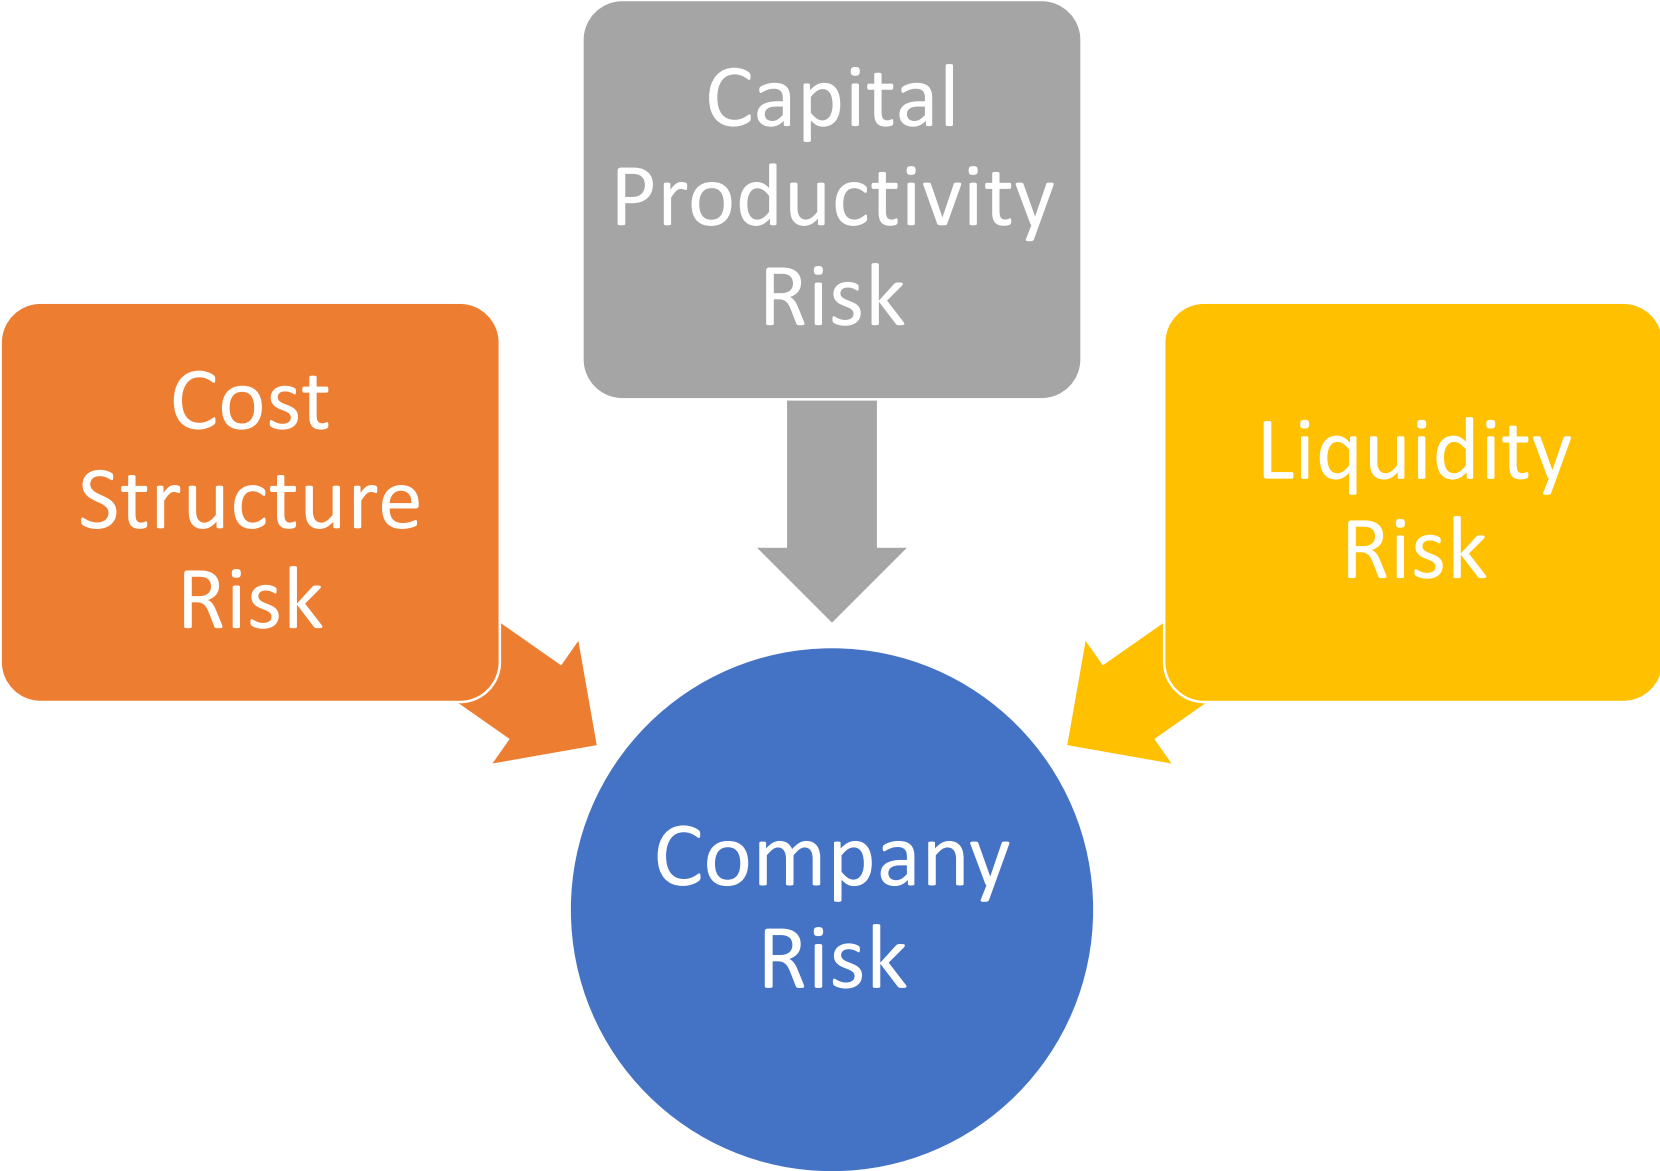 Capital
Productivity
Risk
Cost
Structure
Risk
Liquidity
Risk
Company
Risk